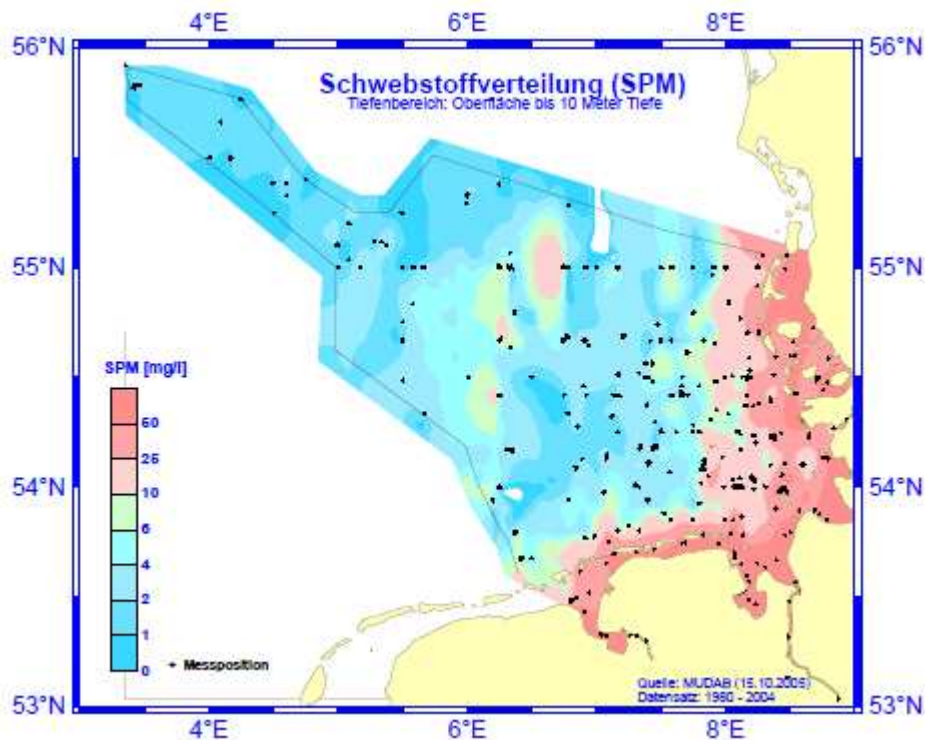 4°E 6°E 8°E
56°N 56°N
Schwebstoffverteilung (SPM)
Tiefenbereich: Oberfläche bis 10 Meter Tiefe
55°N 55°N
SPM [mg/l]
50
25
10
6
4
2
1
0
54°N 54°N
Messposition
Quelle: MUDAB (15.10.2005)
Datensatz: 1980 - 2004
53°N 53°N
4°E 6°E 8°E